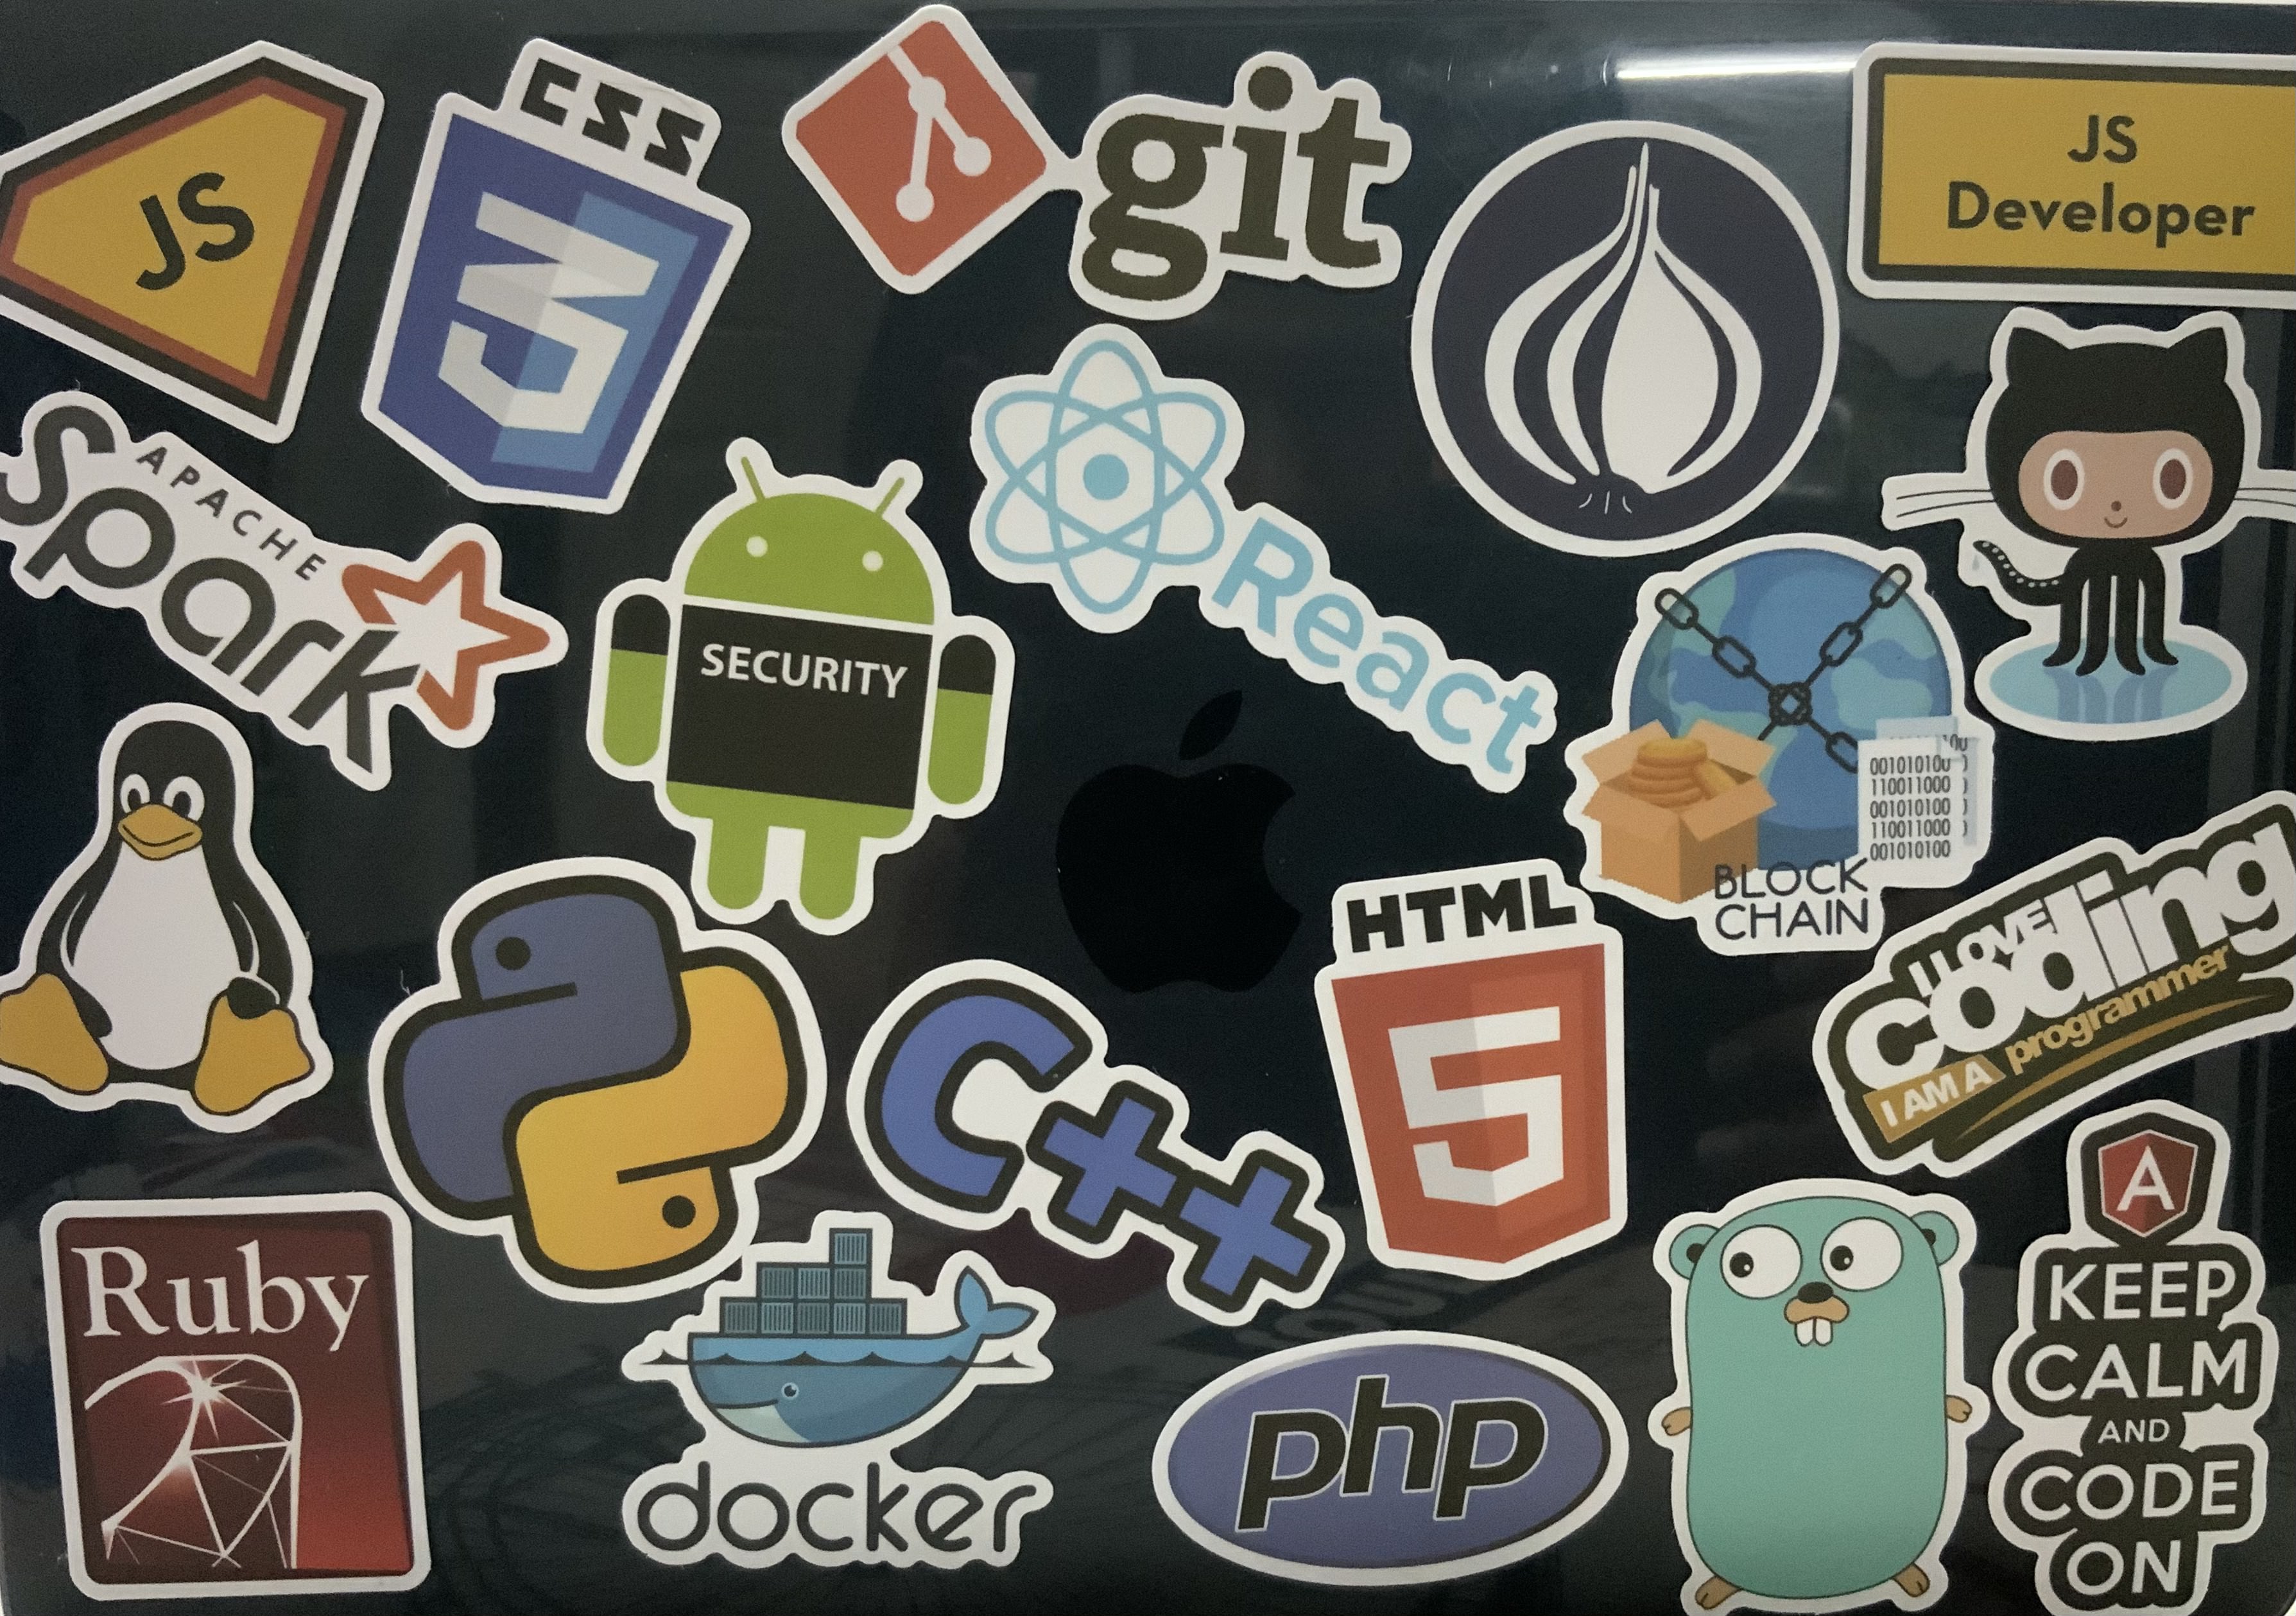 JS
CSS
git
JS
Developer
APACHE
Spark
SECURITY
React
001010100
110011000
001010100
110011000
001010100
BLOCK
CHAIN
I LOVE
coding
I AM A programmer
HTML
C++
Ruby
docker
php
A
KEEP
CALM
AND
CODE
ON